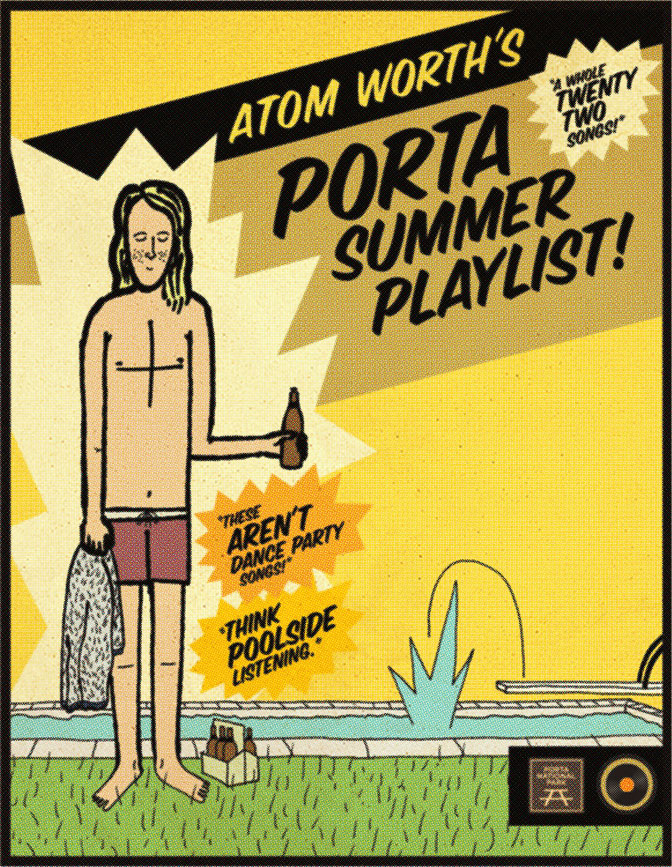 ATOM WORTH'S
"A WHOLE
TWENTY
TWO
SONGS!"
PORTA
SUMMER
PLAYLIST!
"THESE
AREN'T
DANCE PARTY
SONGS!"
"THINK
POOLSIDE
LISTENING."
PORTA
NATIONAL
PARK